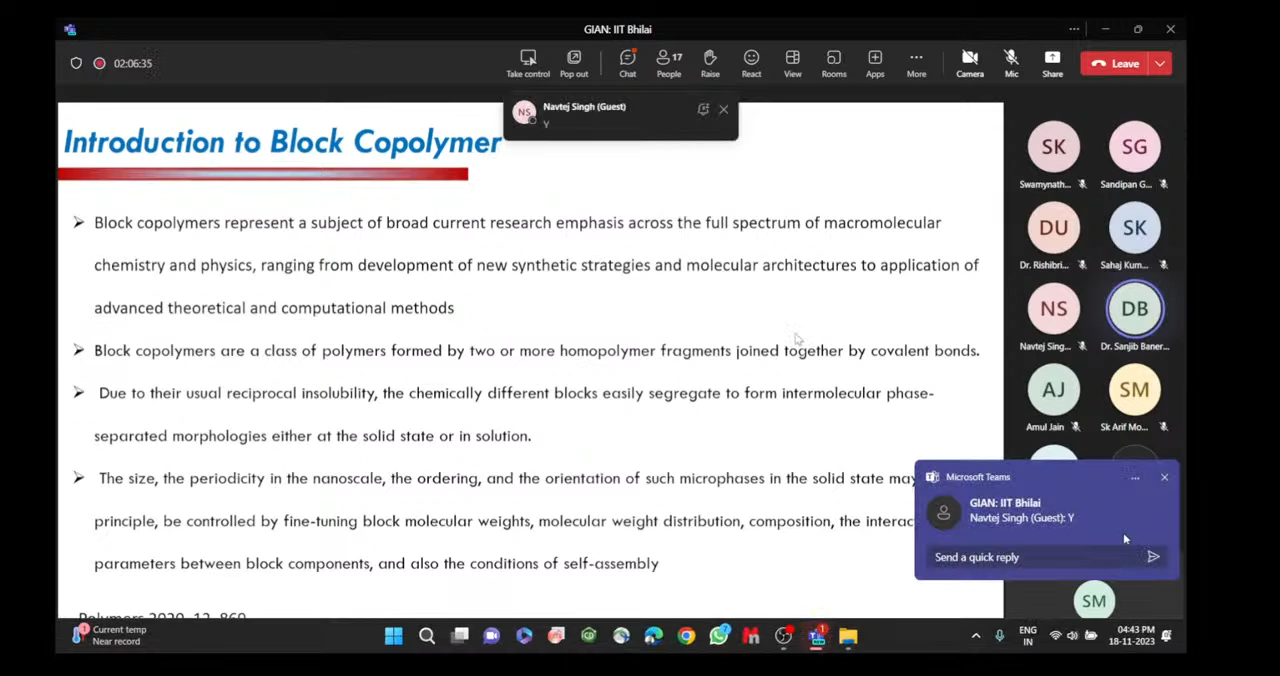 GIAN: IIT Bhilai
02:06:35
Take control
Pop out
Chat
17
People
Raise
React
View
Rooms
Apps
More
Camera
Mic
Share
Leave
NS
Navtej Singh (Guest)
Y
Introduction to Block Copolymer
Block copolymers represent a subject of broad current research emphasis across the full spectrum of macromolecular
chemistry and physics, ranging from development of new synthetic strategies and molecular architectures to application of
advanced theoretical and computational methods
Block copolymers are a class of polymers formed by two or more homopolymer fragments joined together by covalent bonds.
Due to their usual reciprocal insolubility, the chemically different blocks easily segregate to form intermolecular phase-
separated morphologies either at the solid state or in solution.
The size, the periodicity in the nanoscale, the ordering, and the orientation of such microphases in the solid state may
principle, be controlled by fine-tuning block molecular weights, molecular weight distribution, composition, the interac
parameters between block components, and also the conditions of self-assembly
Polymers 2020, 12, 869
SK
SG
Swamynath...
Sandipan G...
DU
SK
Dr. Rishibri...
Sahaj Kum...
NS
DB
Navtej Sing...
Dr. Sanjib Baner...
AJ
SM
Amul Jain
Sk Arif Mo...
Microsoft Teams
GIAN: IIT Bhilai
Navtej Singh (Guest): Y
Send a quick reply
SM
1
Current temp
Near record
ENG
IN
04:43 PM
18-11-2023